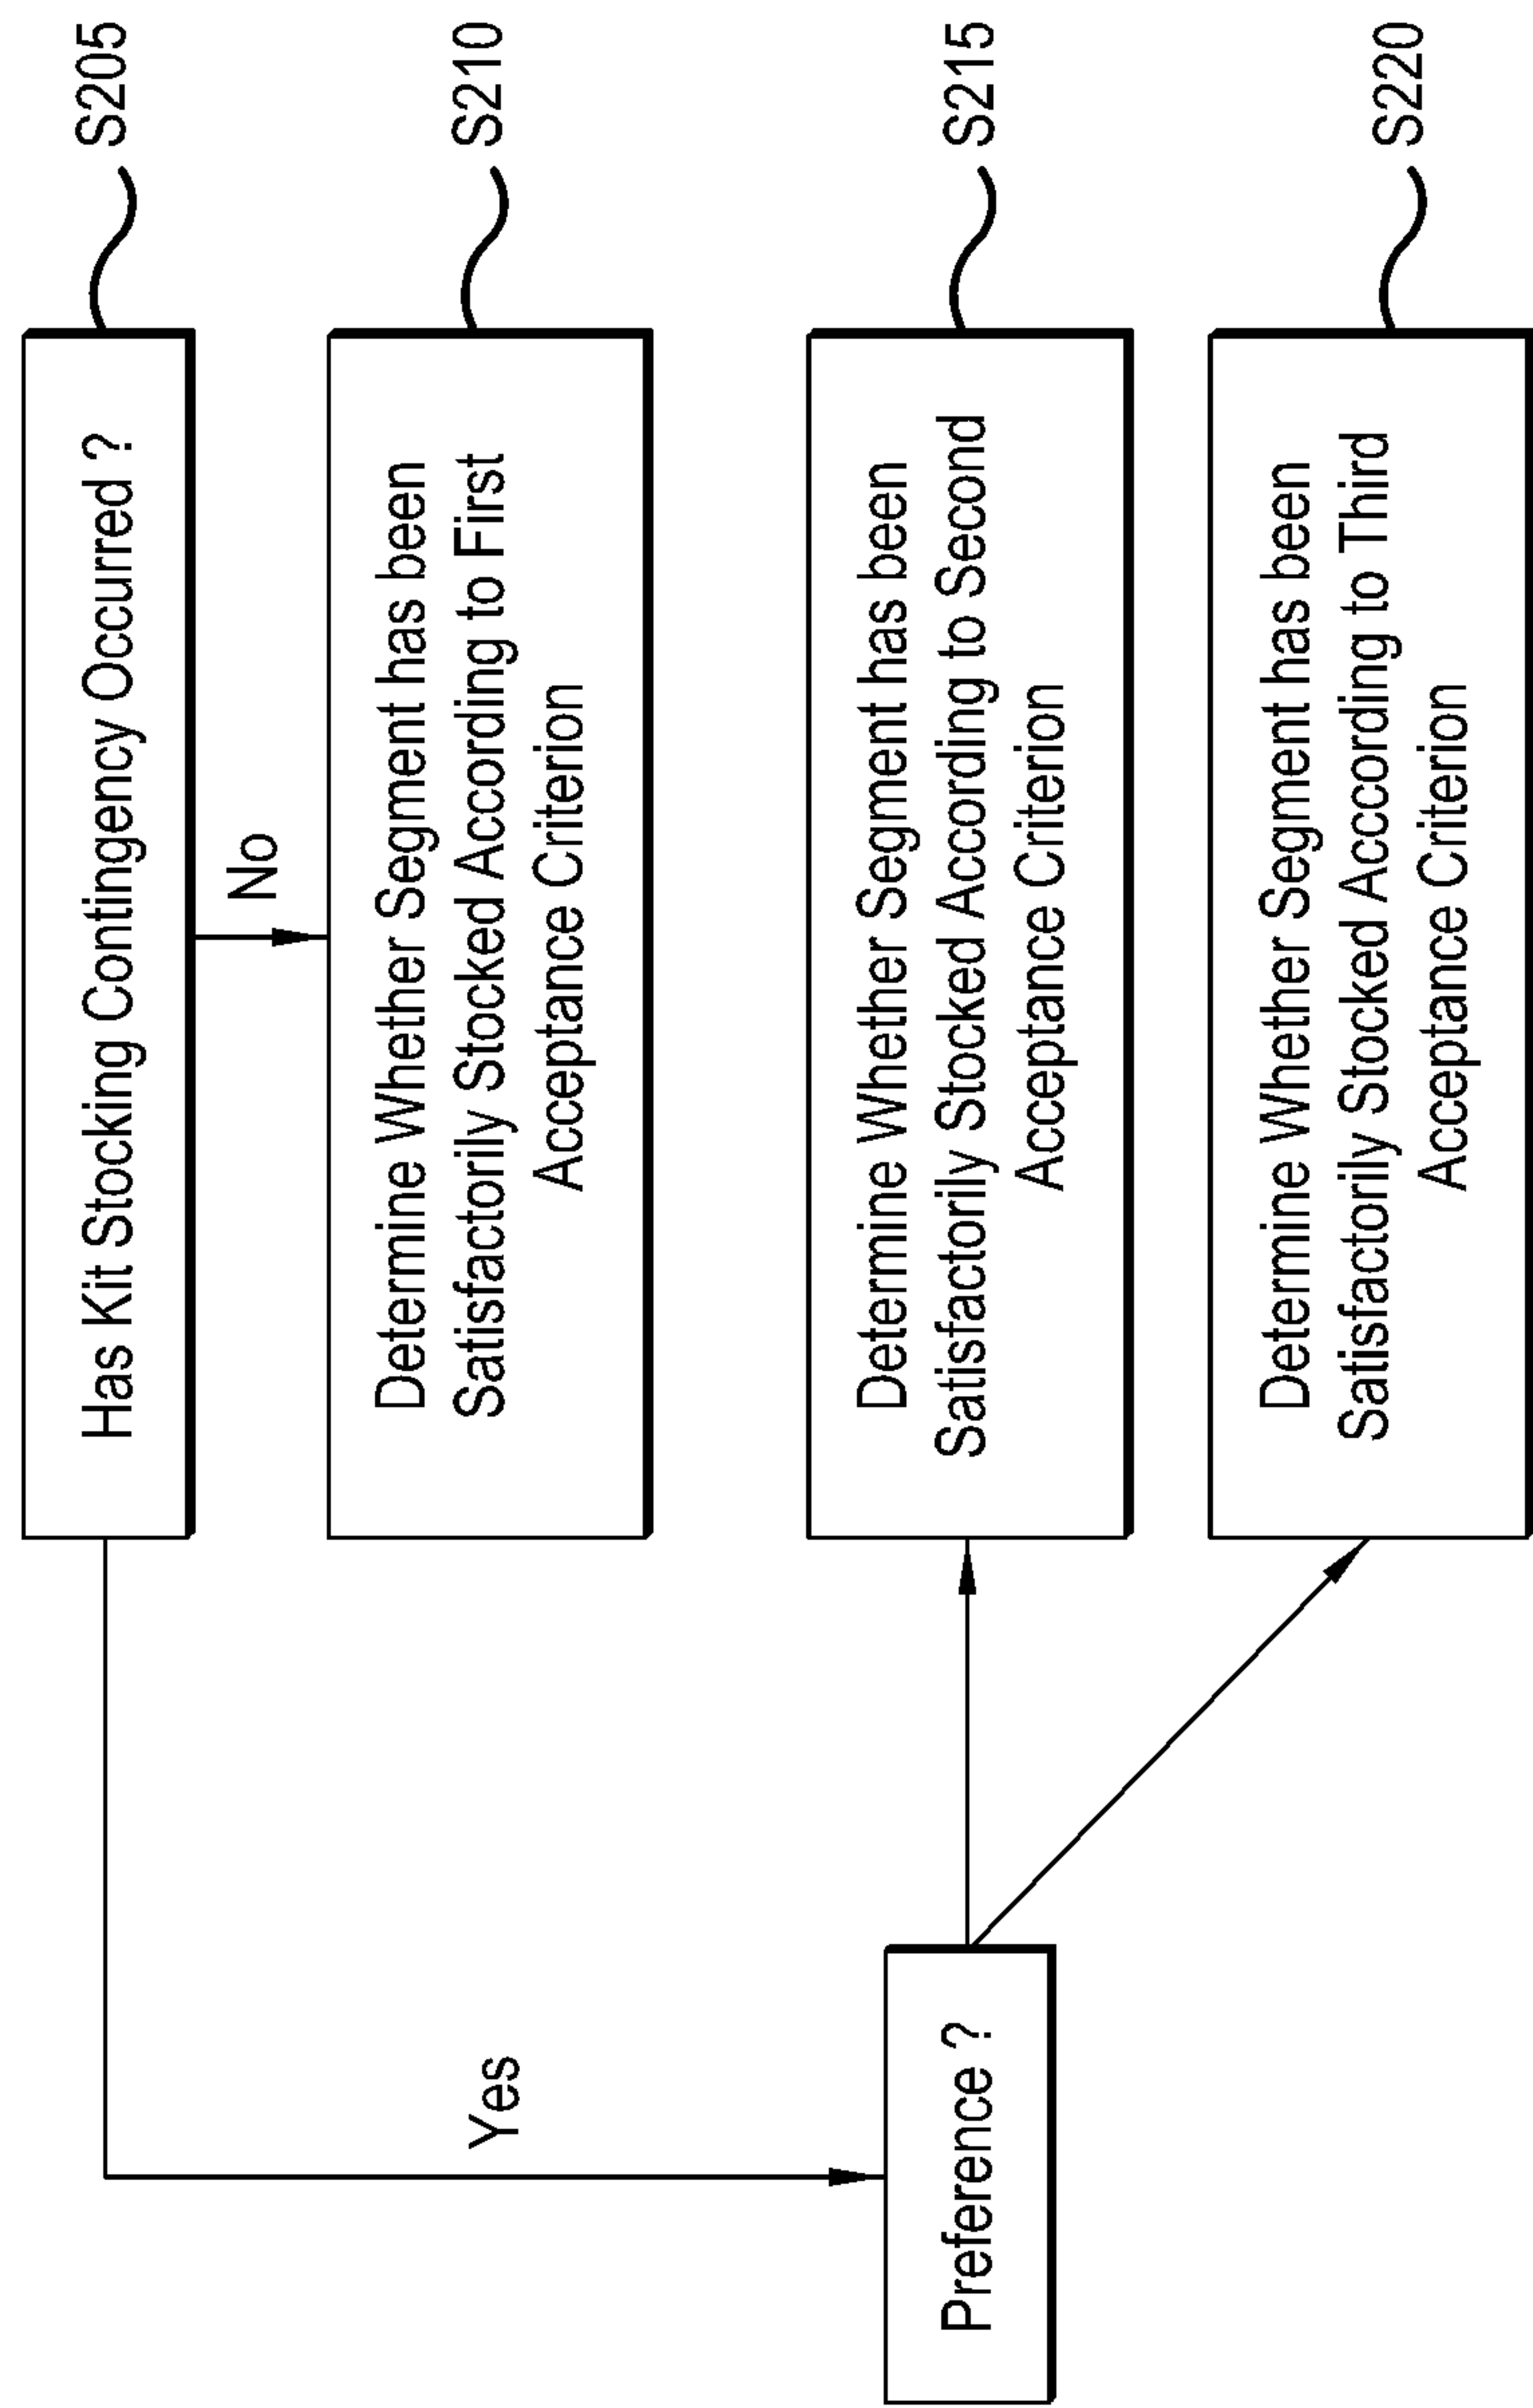 Has Kit Stocking Contingency Occurred ?
S205
No
Determine Whether Segment has been
Satisfactorily Stocked According to First
Acceptance Criterion
S210
Yes
Preference ?
Determine Whether Segment has been
Satisfactorily Stocked According to Second
Acceptance Criterion
S215
Determine Whether Segment has been
Satisfactorily Stocked According to Third
Acceptance Criterion
S220